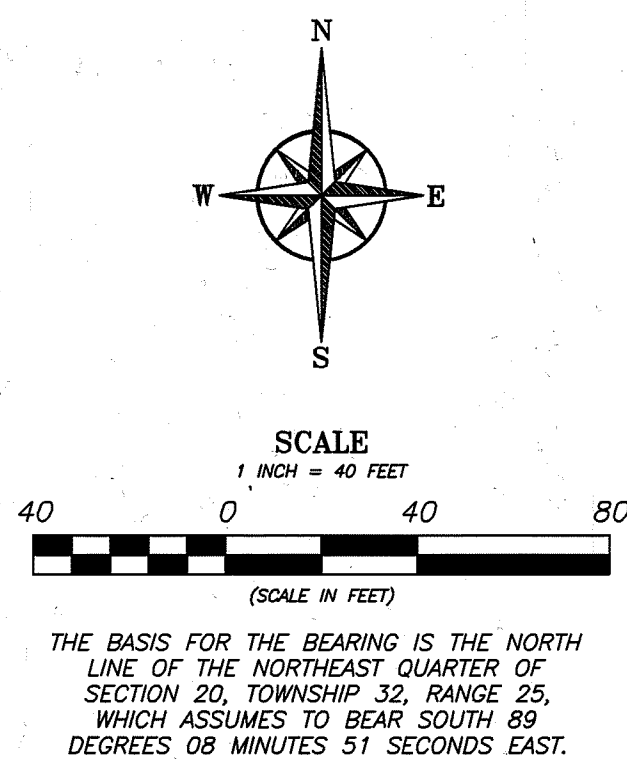 N
W E
S
SCALE
1 INCH = 40 FEET
40 0 40 80
(SCALE IN FEET)
THE BASIS FOR THE BEARING IS THE NORTH
LINE OF THE NORTHEAST QUARTER OF
SECTION 20, TOWNSHIP 32, RANGE 25,
WHICH ASSUMES TO BEAR SOUTH 89
DEGREES 08 MINUTES 51 SECONDS EAST.